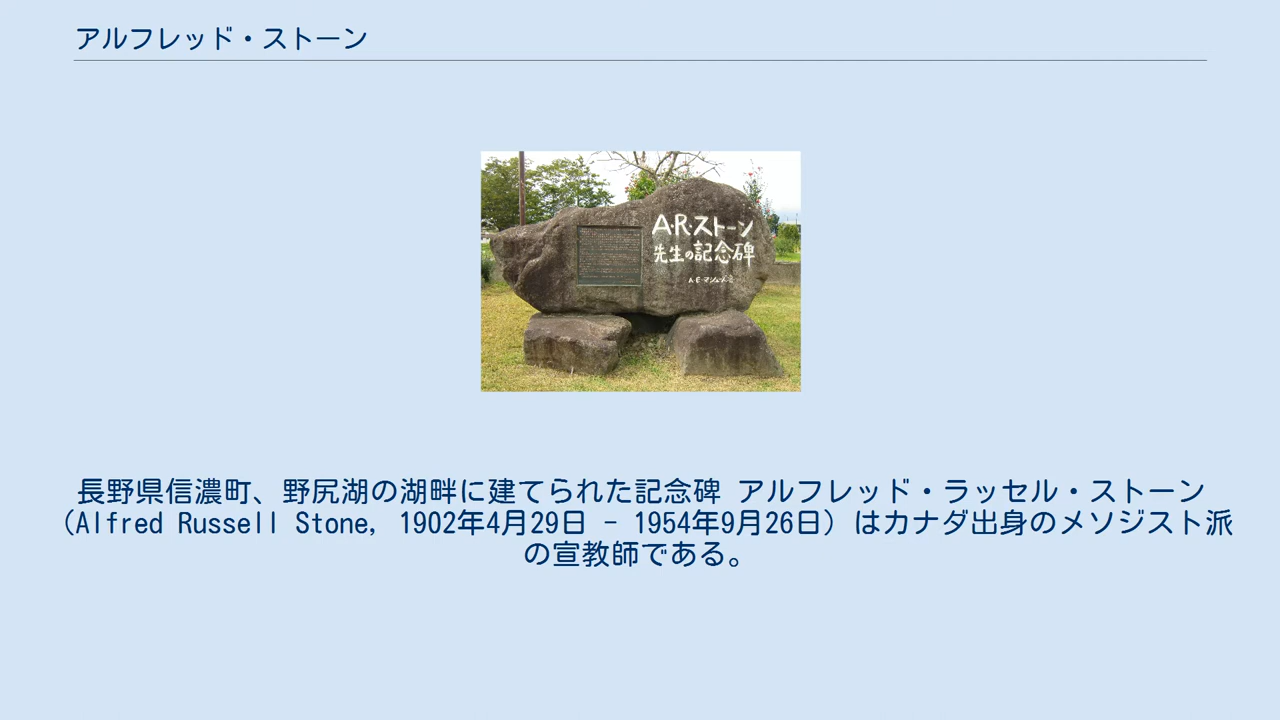 アルフレッド・ストーン
A·R·ストーン
先生の記念碑
長野県信濃町、野尻湖の湖畔に建てられた記念碑 アルフレッド・ラッセル・ストーン
（Alfred Russell Stone, 1902年4月29日 - 1954年9月26日）はカナダ出身のメソジスト派
の宣教師である。